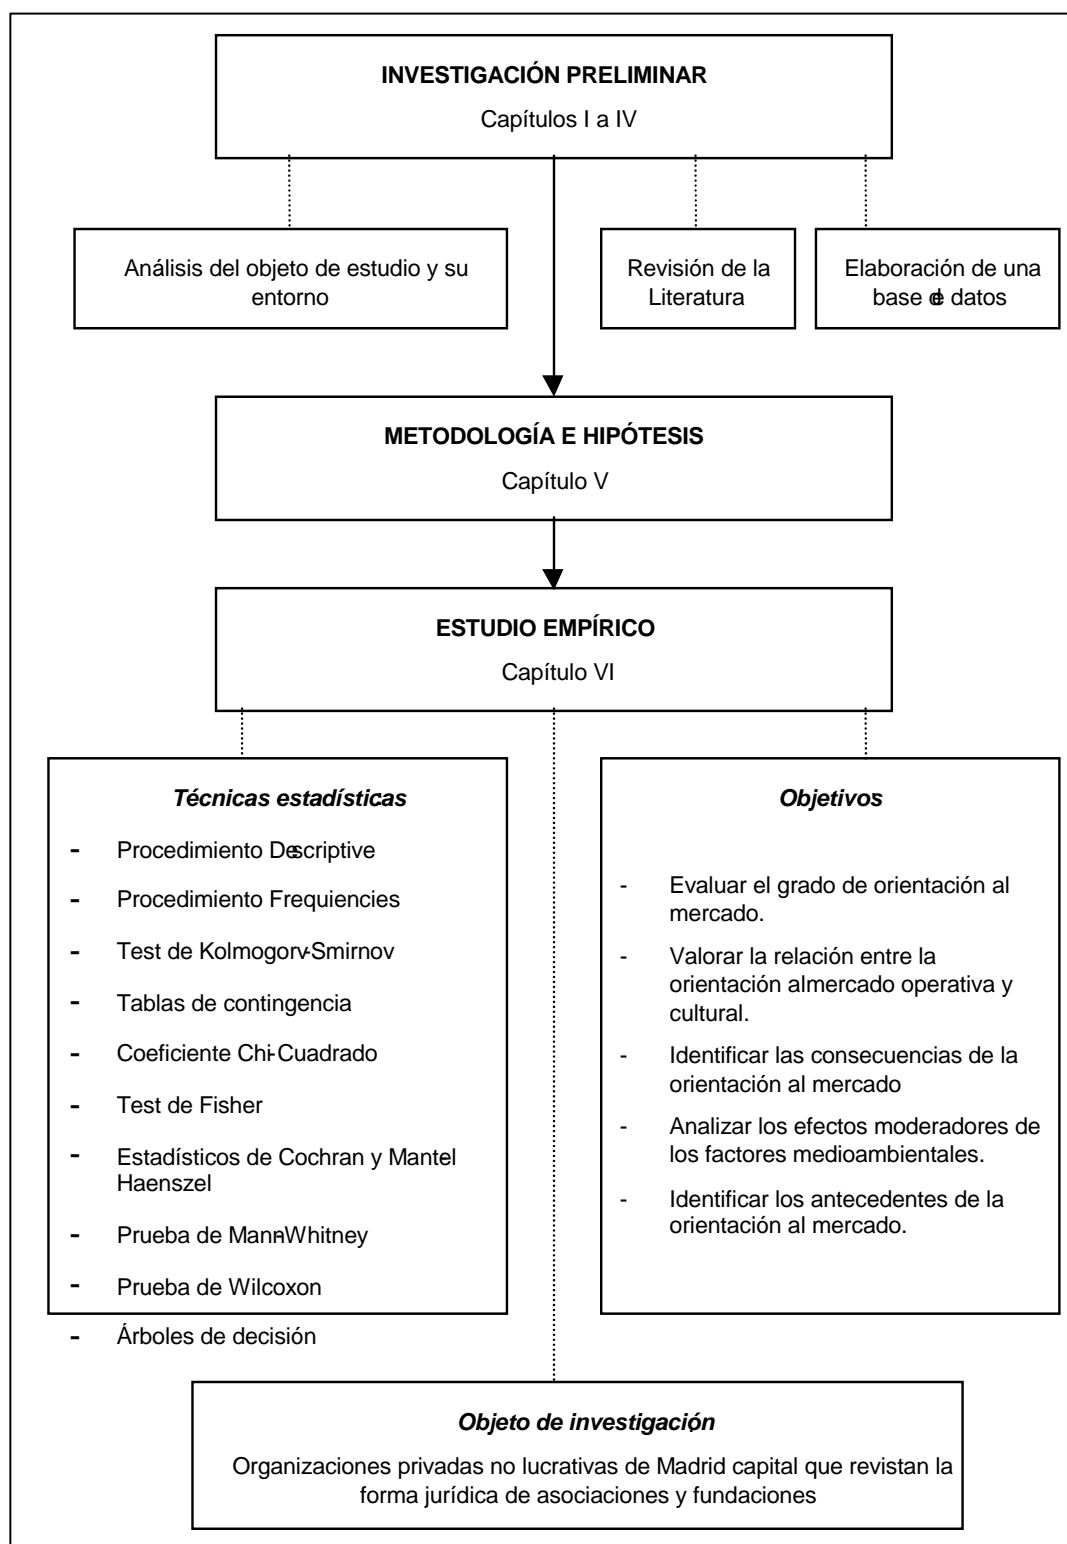 INVESTIGACIÓN PRELIMINAR
Capítulos I a IV
Análisis del objeto de estudio y su
entorno
Revisión de la
Literatura
Elaboración de una
base de datos
METODOLOGÍA E HIPÓTESIS
Capítulo V
ESTUDIO EMPÍRICO
Capítulo VI
Técnicas estadísticas
- Procedimiento Descriptive
- Procedimiento Frequiencies
- Test de Kolmogorv-Smirnov
- Tablas de contingencia
- Coeficiente Chi-Cuadrado
- Test de Fisher
- Estadísticos de Cochran y Mantel
Haenszel
- Prueba de Mann-Whitney
- Prueba de Wilcoxon
- Árboles de decisión
Objetivos
- Evaluar el grado de orientación al
mercado.
- Valorar la relación entre la
orientación almercado operativa y
cultural.
- Identificar las consecuencias de la
orientación al mercado
- Analizar los efectos moderadores de
los factores medioambientales.
- Identificar los antecedentes de la
orientación al mercado.
Objeto de investigación
Organizaciones privadas no lucrativas de Madrid capital que revistan la
forma jurídica de asociaciones y fundaciones